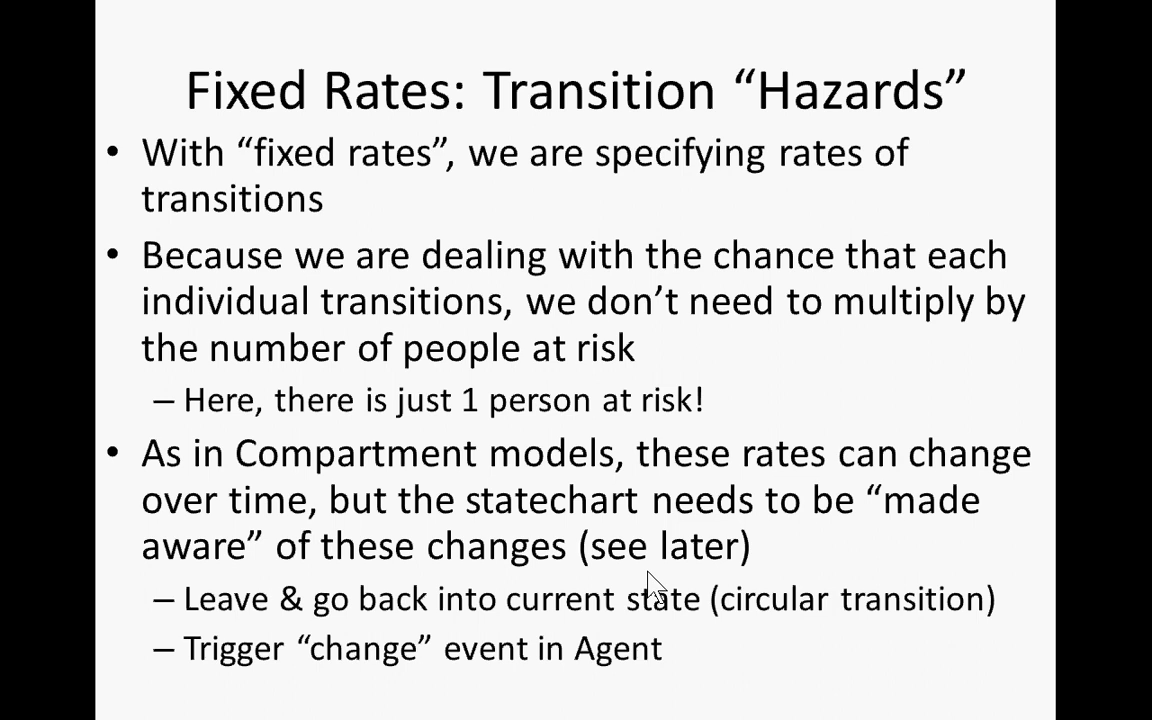 Fixed Rates: Transition “Hazards”
• With “fixed rates”, we are specifying rates of
transitions
• Because we are dealing with the chance that each
individual transitions, we don’t need to multiply by
the number of people at risk
– Here, there is just 1 person at risk!
• As in Compartment models, these rates can change
over time, but the statechart needs to be “made
aware” of these changes (see later)
– Leave & go back into current state (circular transition)
– Trigger “change” event in Agent